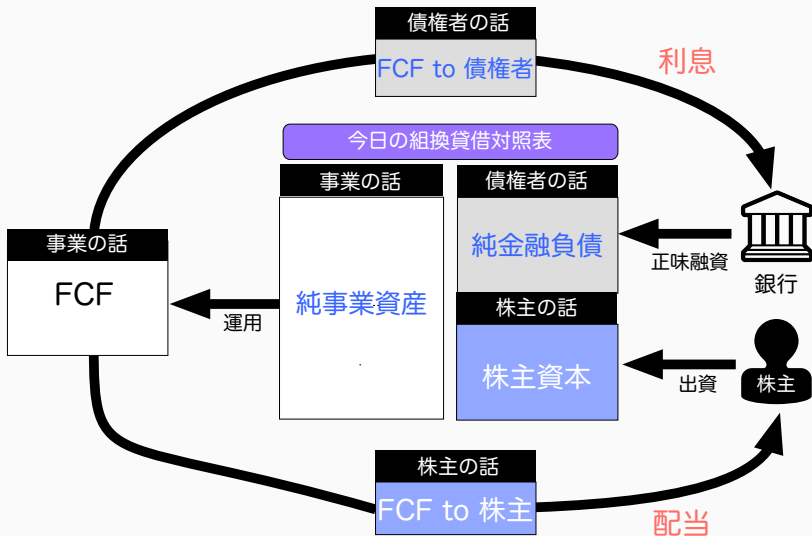 債権者の話
FCF to 債権者
利息
今日の組換貸借対照表
事業の話
債権者の話
純事業資産
純金融負債
株主の話
株主資本
事業の話
FCF
運用
正味融資
銀行
出資
株主
株主の話
FCF to 株主
配当